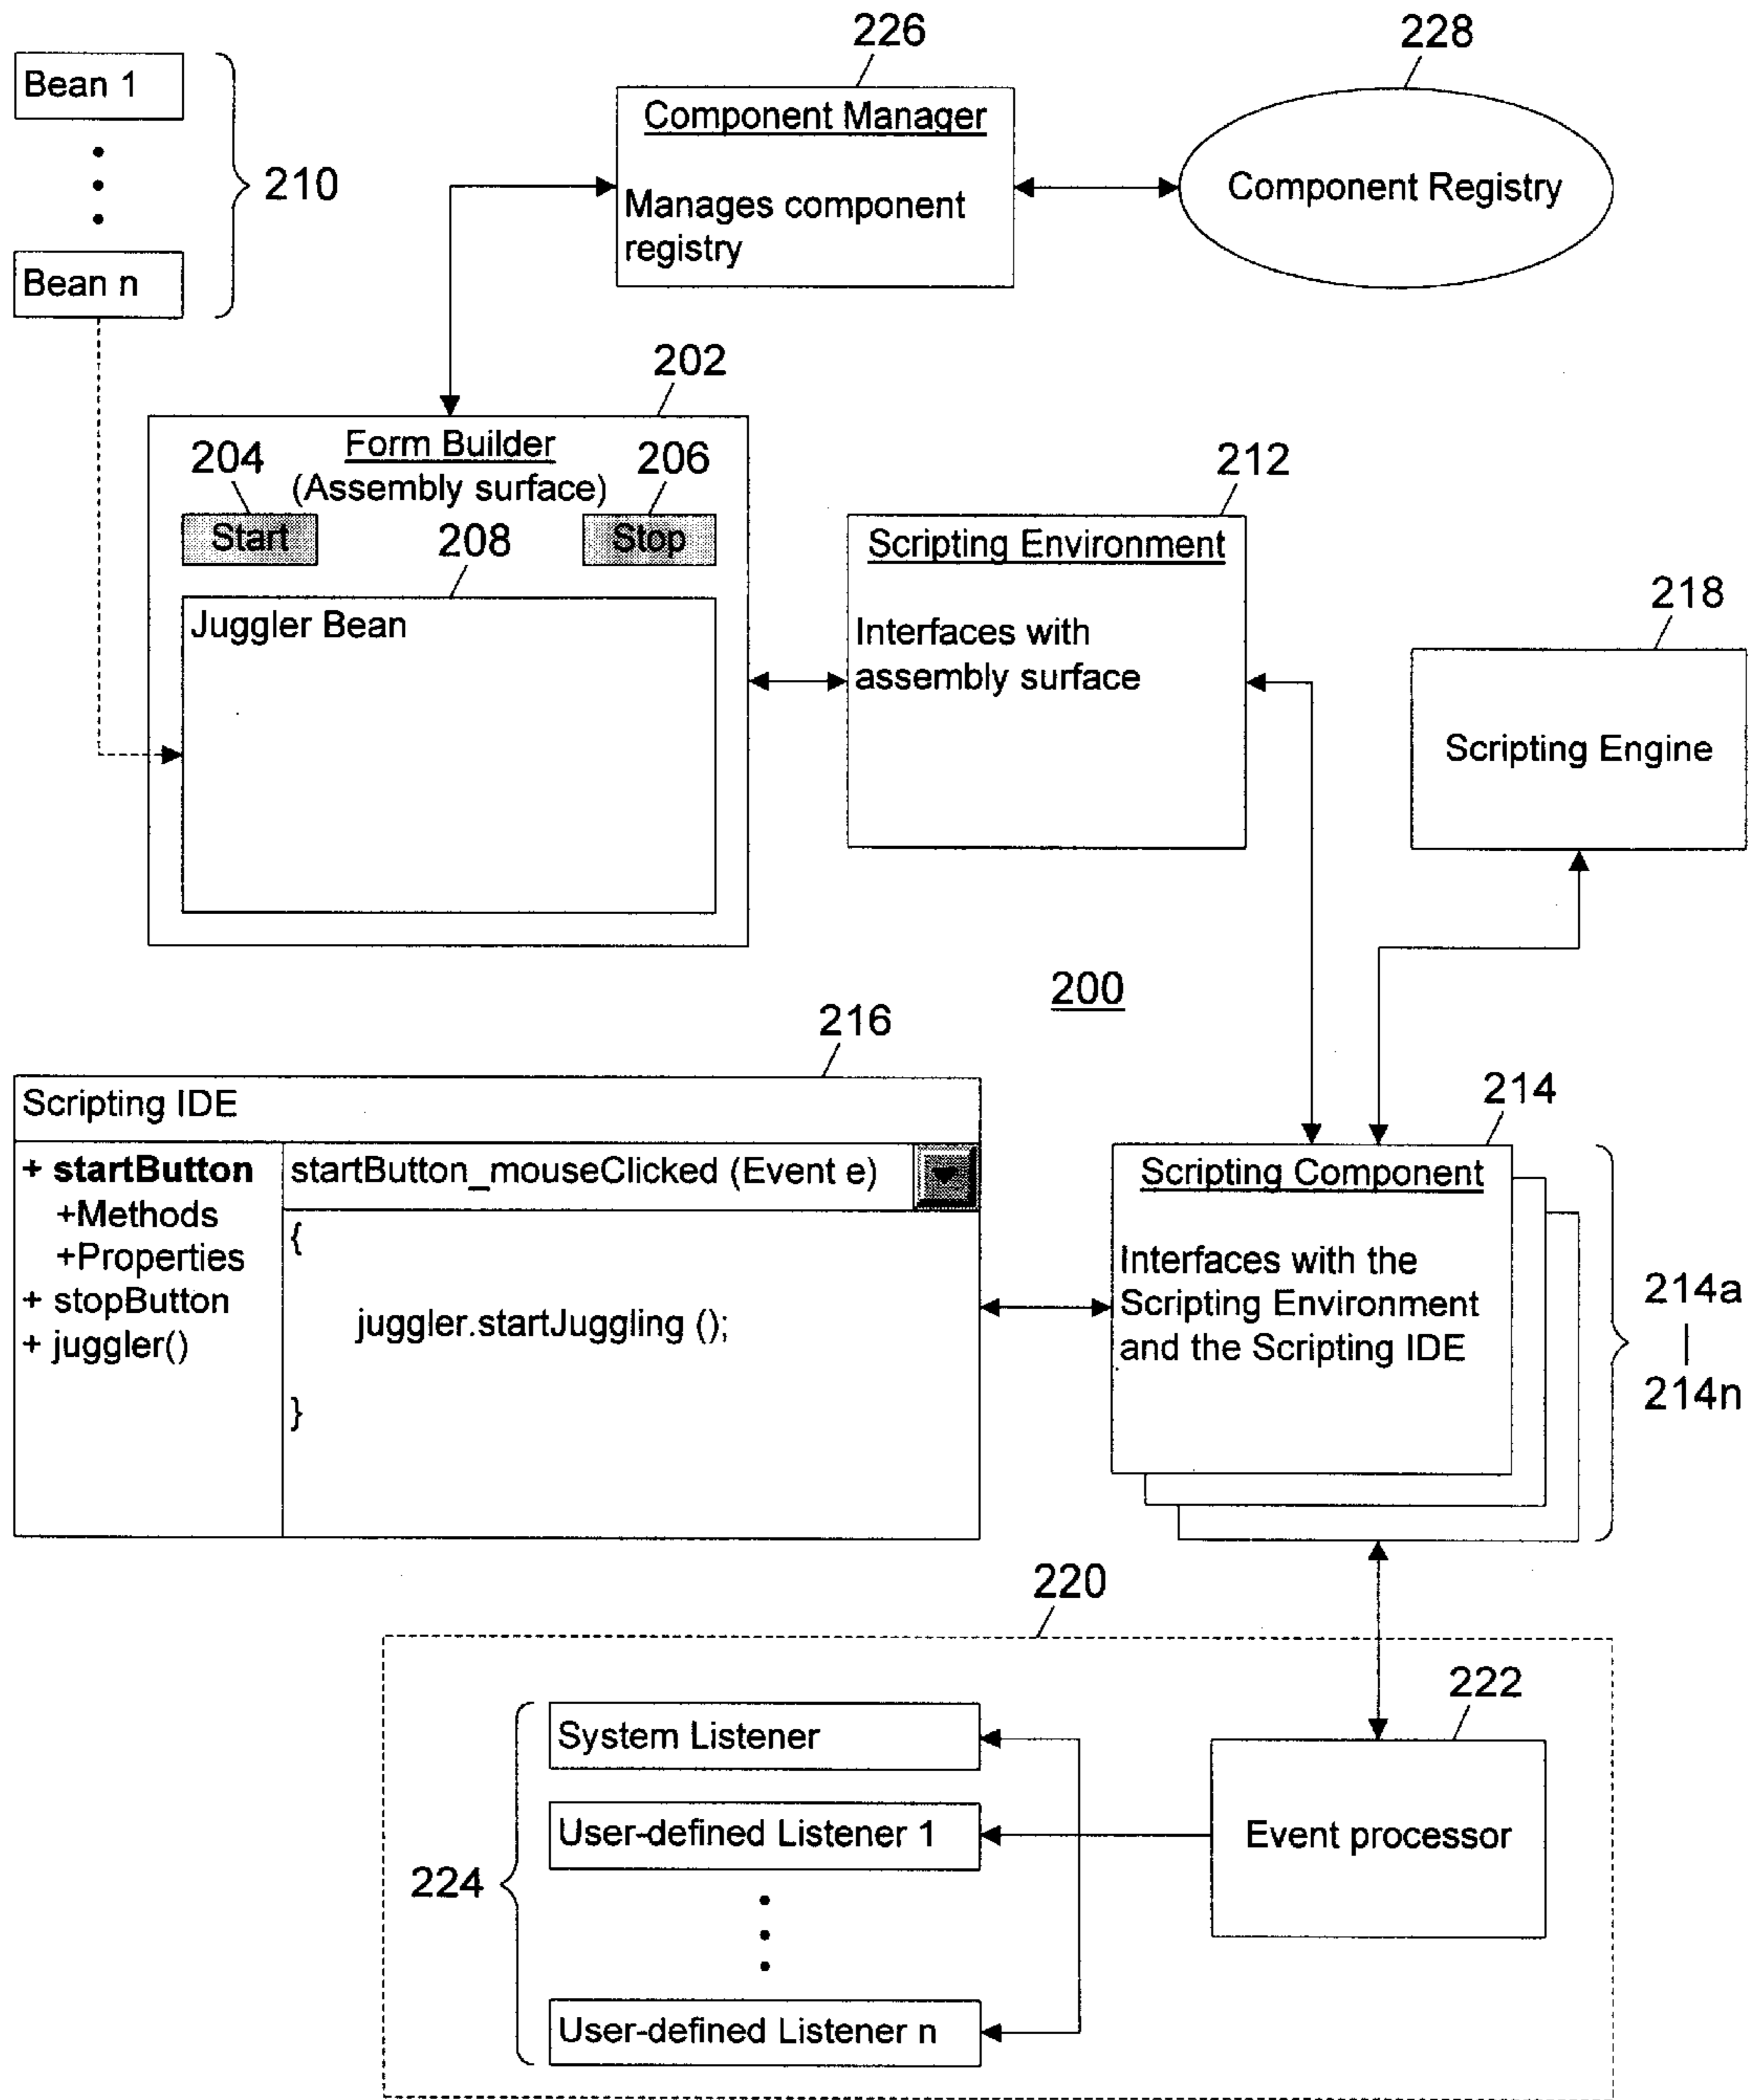 226
228
Bean 1
Component Manager
210
Manages component
registry
Component Registry
Bean n
202
Form Builder
204
206
(Assembly surface)
212
Start
208
Stop
Scripting Environment
218
Juggler Bean
Interfaces with
assembly surface
Scripting Engine
200
216
214
Scripting IDE
+ startButton
+Methods
+Properties
+ stopButton
+ juggler()
startButton_mouseClicked (Event e)
{
juggler.startJuggling ();
}
Scripting Component
Interfaces with the
Scripting Environment
and the Scripting IDE
214a
|
214n
220
222
System Listener
User-defined Listener 1
Event processor
224
User-defined Listener n